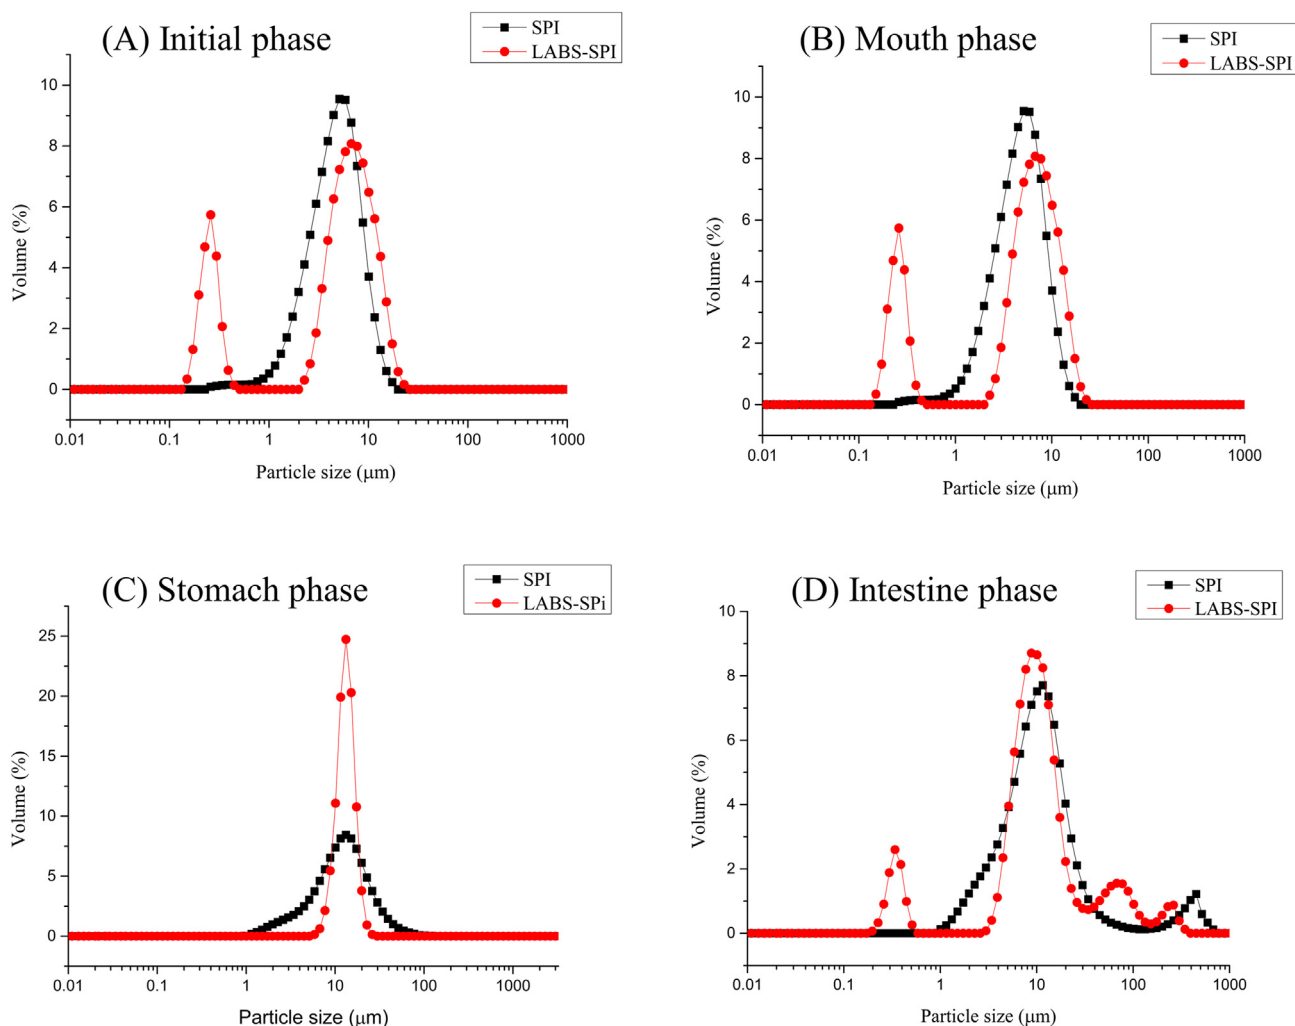 (A) Initial phase
SPI
LABS-SPI
Volume (%)
10
8
6
4
2
0
0.01 0.1 1 10 100 1000
Particle size (μm)
(B) Mouth phase
SPI
LABS-SPI
Volume (%)
10
8
6
4
2
0
0.01 0.1 1 10 100 1000
Particle size (μm)
(C) Stomach phase
SPI
LABS-SPi
Volume (%)
25
20
15
10
5
0
0.01 0.1 1 10 100 1000
Particle size (μm)
(D) Intestine phase
SPI
LABS-SPI
Volume (%)
10
8
6
4
2
0
0.01 0.1 1 10 100 1000
Particle size (μm)